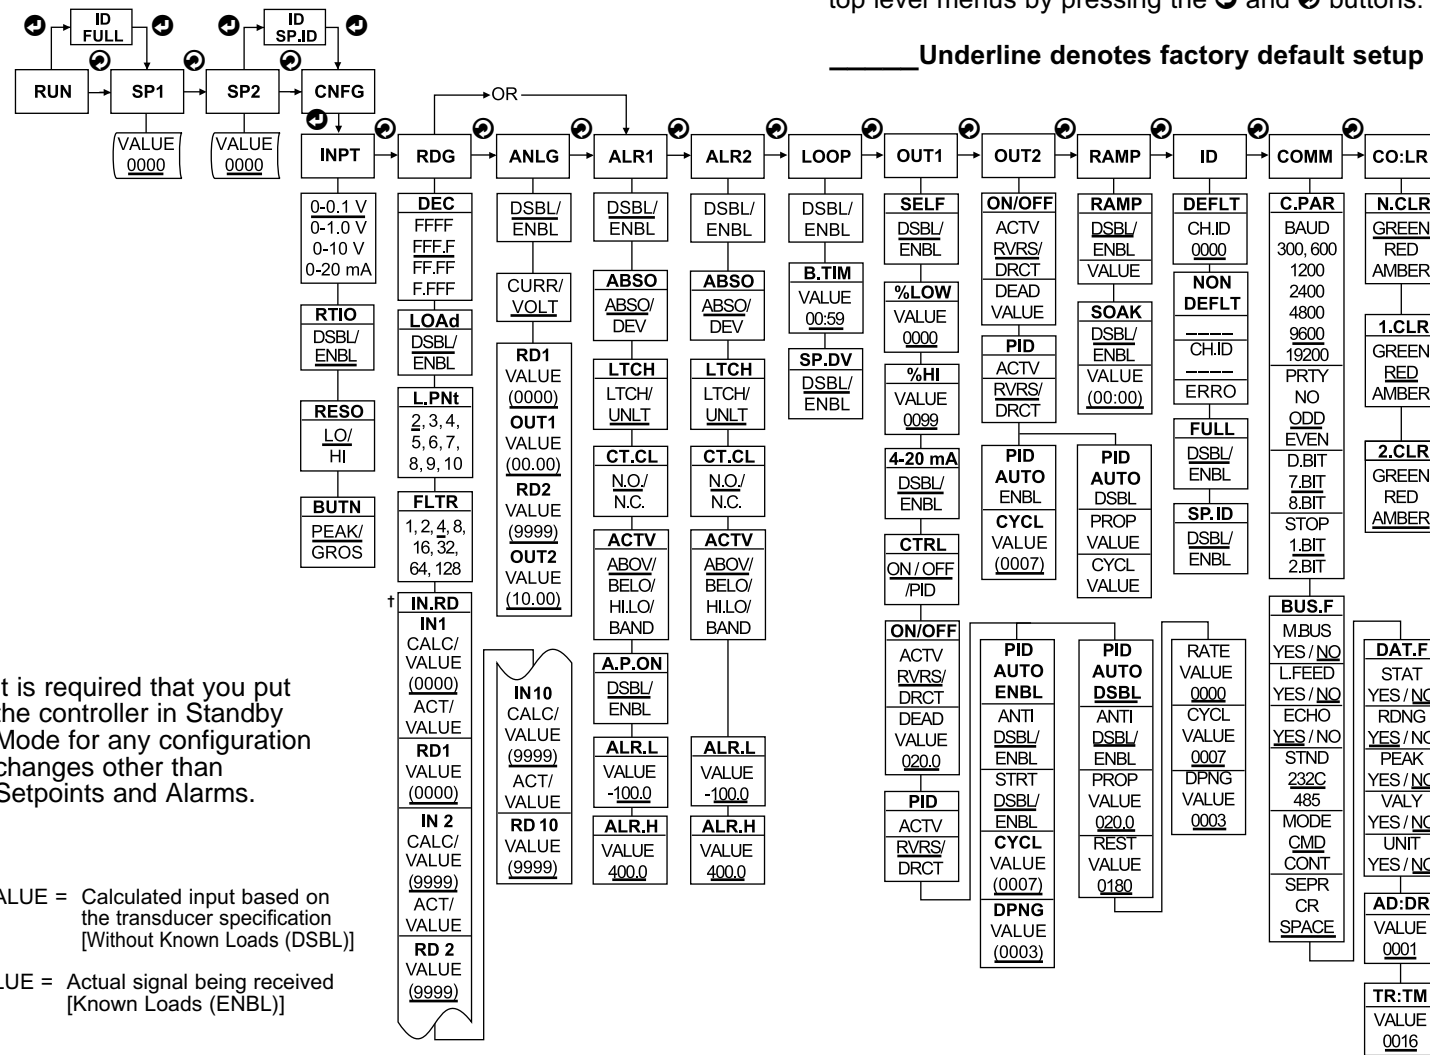 top level menus by pressing the and buttons.
Underline denotes factory default setup
ID
FULL
ID
SP.ID
RUN
SP1
SP2
CNFG
VALUE
0000
VALUE
0000
OR
INPT
RDG
ANLG
ALR1
ALR2
LOOP
OUT1
OUT2
RAMP
ID
COMM
CO:LR
0-0.1 V
0-1.0 V
0-10 V
0-20 mA
RTIO
DSBL/
ENBL
RESO
LO/
HI
BUTN
PEAK/
GROS
DEC
FFFF
FFF.F
FF.FF
F.FFF
LOAd
DSBL/
ENBL
L.PNt
2, 3, 4,
5, 6, 7,
8, 9, 10
FLTR
1, 2, 4, 8,
16, 32,
64, 128
† IN.RD
IN1
CALC/
VALUE
(0000)
ACT/
VALUE
RD1
VALUE
(0000)
IN 2
CALC/
VALUE
(9999)
ACT/
VALUE
RD 2
VALUE
(9999)
DSBL/
ENBL
CURR/
VOLT
RD1
VALUE
(0000)
OUT1
VALUE
(00.00)
RD2
VALUE
(9999)
OUT2
VALUE
(10.00)
IN10
CALC/
VALUE
(9999)
ACT/
VALUE
RD 10
VALUE
(9999)
DSBL/
ENBL
ABSO
ABSO/
DEV
LTCH
LTCH/
UNLT
CT.CL
N.O./
N.C.
ACTV
ABOV/
BELO/
HI.LO/
BAND
A.P.ON
DSBL/
ENBL
ALR.L
VALUE
-100.0
ALR.H
VALUE
400.0
DSBL/
ENBL
ABSO
ABSO/
DEV
LTCH
LTCH/
UNLT
CT.CL
N.O./
N.C.
ACTV
ABOV/
BELO/
HI.LO/
BAND
ALR.L
VALUE
-100.0
ALR.H
VALUE
400.0
DSBL/
ENBL
B.TIM
VALUE
00:59
SP.DV
DSBL/
ENBL
SELF
DSBL/
ENBL
%LOW
VALUE
0000
%HI
VALUE
0099
4-20 mA
DSBL/
ENBL
CTRL
ON / OFF
/PID
ON/OFF
ACTV
RVRS/
DRCT
DEAD
VALUE
020.0
PID
ACTV
RVRS/
DRCT
ON/OFF
ACTV
RVRS/
DRCT
DEAD
VALUE
PID
ACTV
RVRS/
DRCT
PID
AUTO
ENBL
CYCL
VALUE
(0007)
PID
AUTO
DSBL
PROP
VALUE
CYCL
VALUE
PID
AUTO
ENBL
ANTI
DSBL/
ENBL
STRT
DSBL/
ENBL
CYCL
VALUE
(0007)
DPNG
VALUE
(0003)
PID
AUTO
DSBL
ANTI
DSBL/
ENBL
PROP
VALUE
020.0
REST
VALUE
0180
RATE
VALUE
0000
CYCL
VALUE
0007
DPNG
VALUE
0003
RAMP
DSBL/
ENBL
VALUE
SOAK
DSBL/
ENBL
VALUE
(00:00)
DEFLT
CH.ID
0000
NON
DEFLT
_ _ _ _
CH.ID
_ _ _ _
ERRO
FULL
DSBL/
ENBL
SP.ID
DSBL/
ENBL
C.PAR
BAUD
300, 600
1200
2400
4800
9600
19200
PRTY
NO
ODD
EVEN
D.BIT
7.BIT
8.BIT
STOP
1.BIT
2.BIT
BUS.F
M.BUS
YES / NO
L.FEED
YES / NO
ECHO
YES / NO
STND
232C
485
MODE
CMD
CONT
SEPR
CR
SPACE
N.CLR
GREEN
RED
AMBER
1.CLR
GREEN
RED
AMBER
2.CLR
GREEN
RED
AMBER
DAT.F
STAT
YES / NO
RDNG
YES / NO
PEAK
YES / NO
VALY
YES / NO
UNIT
YES / NO
AD:DR
VALUE
0001
TR:TM
VALUE
0016
t is required that you put
the controller in Standby
Mode for any configuration
changes other than
Setpoints and Alarms.
ALUE = Calculated input based on
the transducer specification
[Without Known Loads (DSBL)]
LUE = Actual signal being received
[Known Loads (ENBL)]